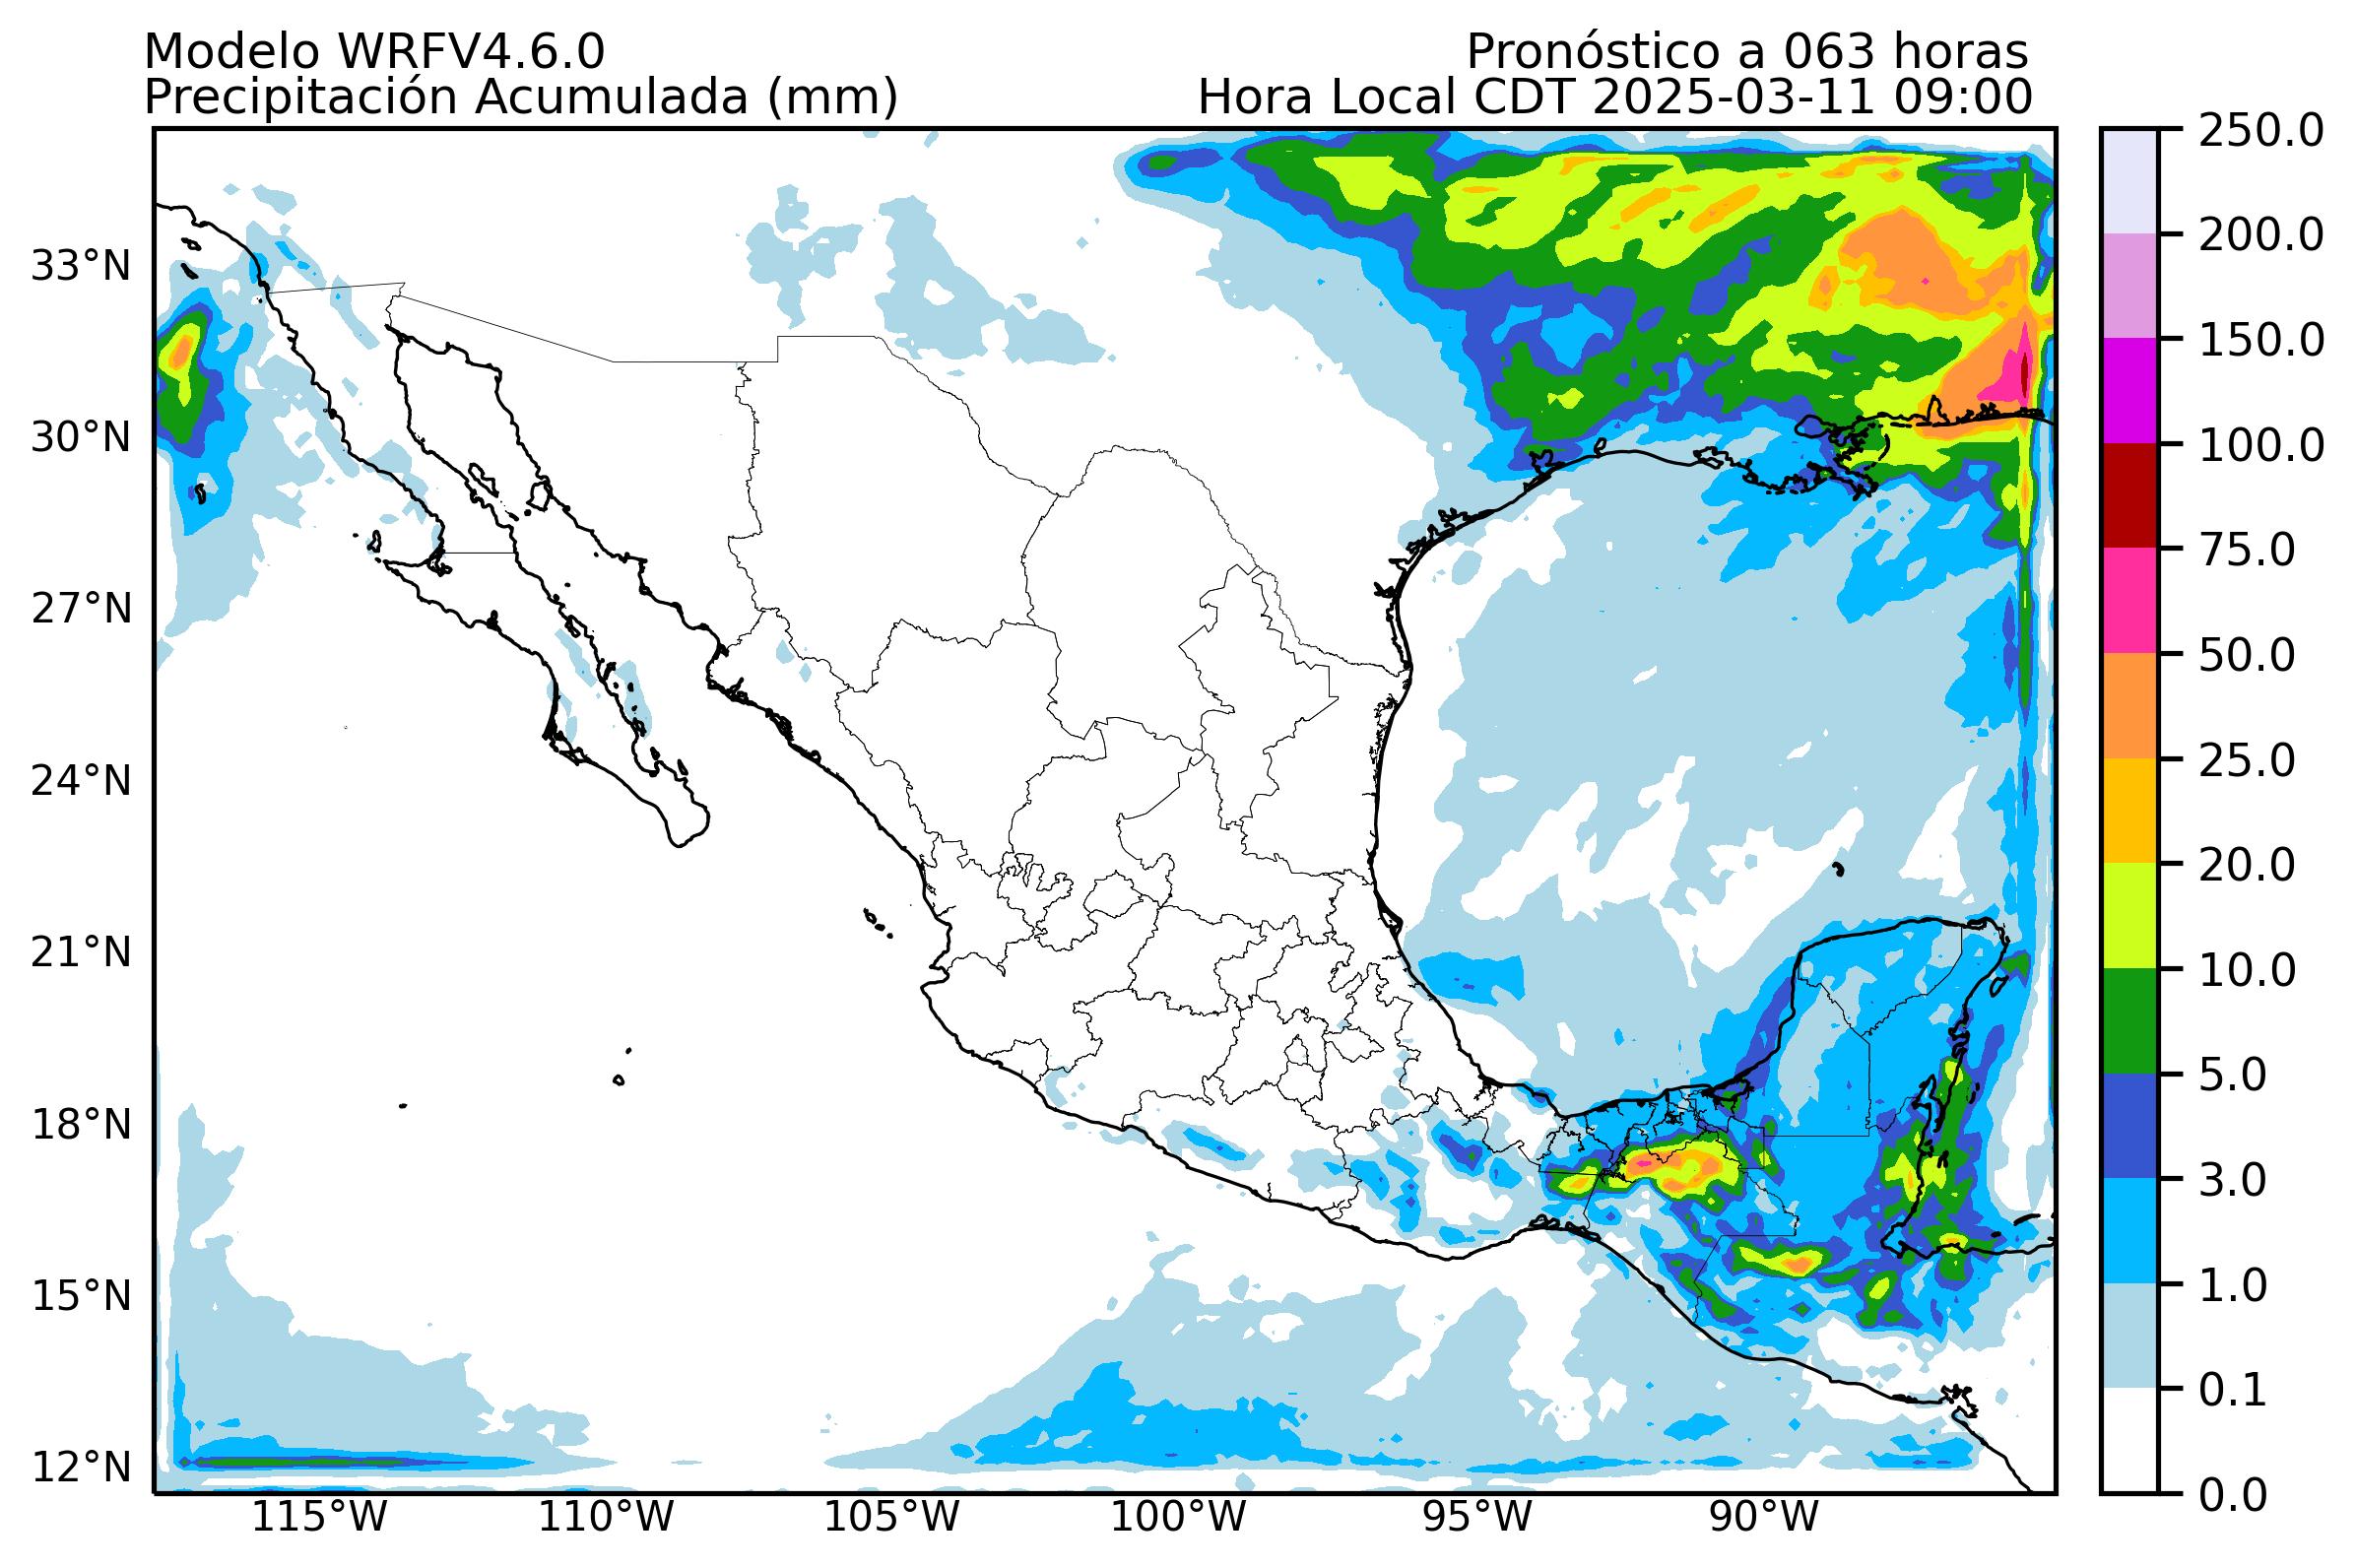 Modelo WRFV4.6.0
Pronóstico a 063 horas
Precipitación Acumulada (mm)
Hora Local CDT 2025-03-11 09:00
33°N
30°N
27°N
24°N
21°N
18°N
15°N
12°N
115°W
110°W
105°W
100°W
95°W
90°W
250.0
200.0
150.0
100.0
75.0
50.0
25.0
20.0
10.0
5.0
3.0
1.0
0.1
0.0